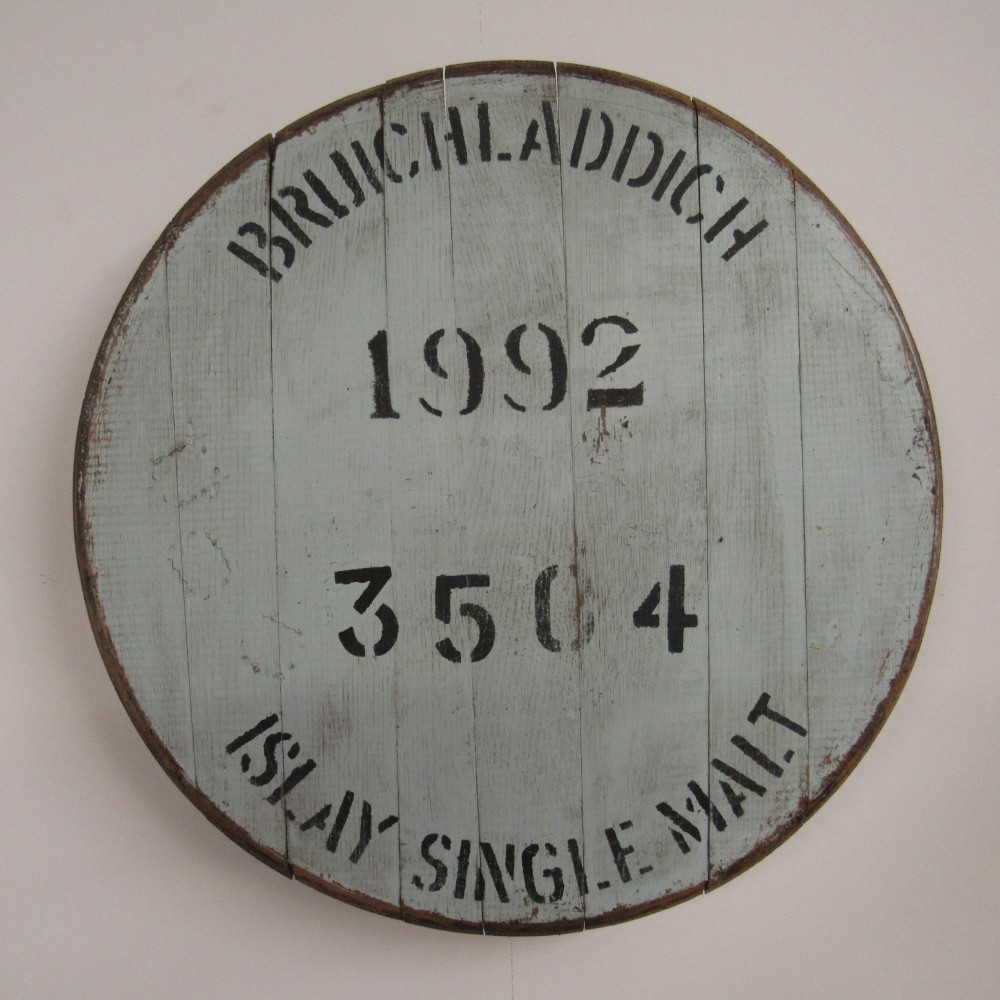 BRUICHLADDICH
1992
3504
ISLAY SINGLE MALT